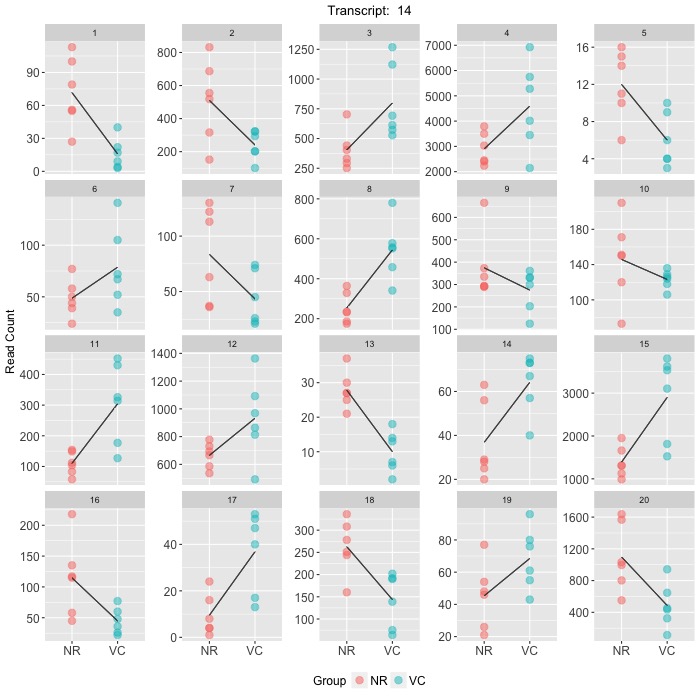 Transcript:  14
1 2 3 4 5
90 60 30 0
800 600 400 200
1250 1000 750 500 250
7000 6000 5000 4000 3000 2000
16 12 8 4
6 7 8 9 10
100 50
100 50
800 600 400 200
600 500 400 300 200 100
180 140 100
Read Count
11 12 13 14 15
400 300 200 100
1400 1200 1000 800 600
30 20 10
60 40 20
3000 2000 1000
16 17 18 19 20
200 150 100 50
40 20 0
300 250 200 150 100
80 60 40 20
1600 1200 800 400
NR VC NR VC NR VC NR VC NR VC
Group NR VC